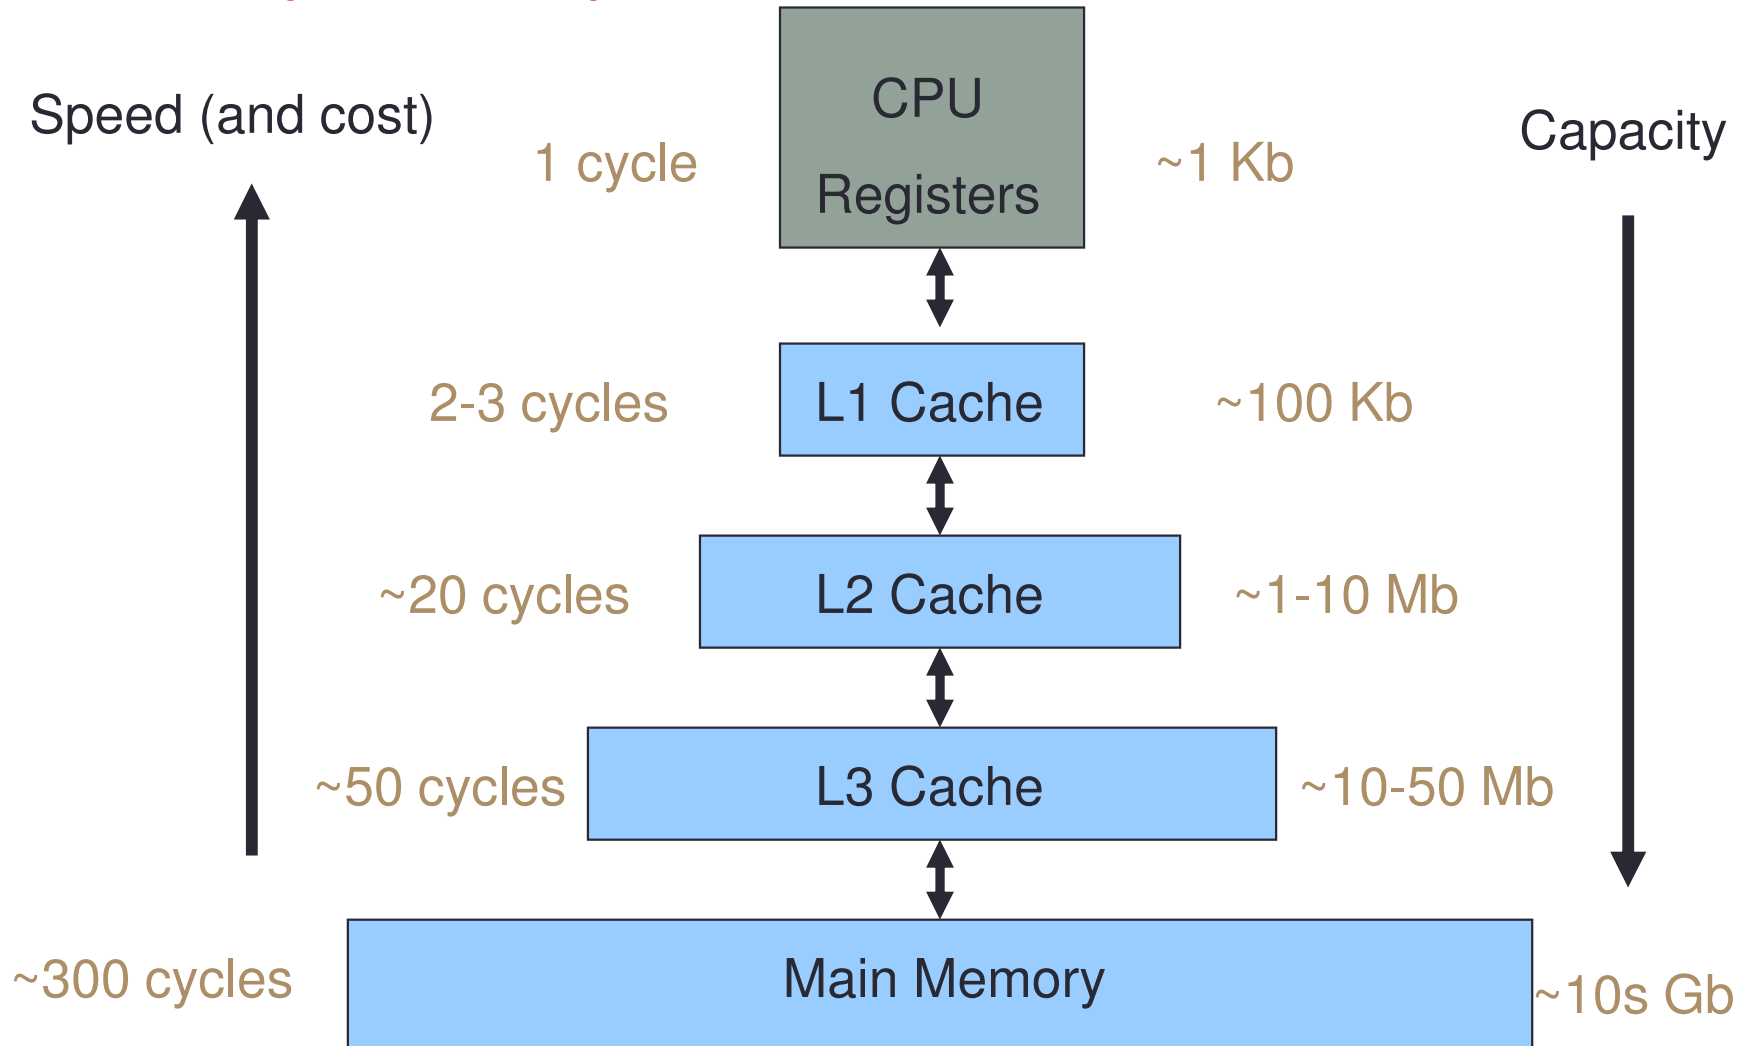 Speed (and cost)
1 cycle
CPU
Registers
~1 Kb
Capacity
2-3 cycles
L1 Cache
~100 Kb
~20 cycles
L2 Cache
~1-10 Mb
~50 cycles
L3 Cache
~10-50 Mb
~300 cycles
Main Memory
~10s Gb